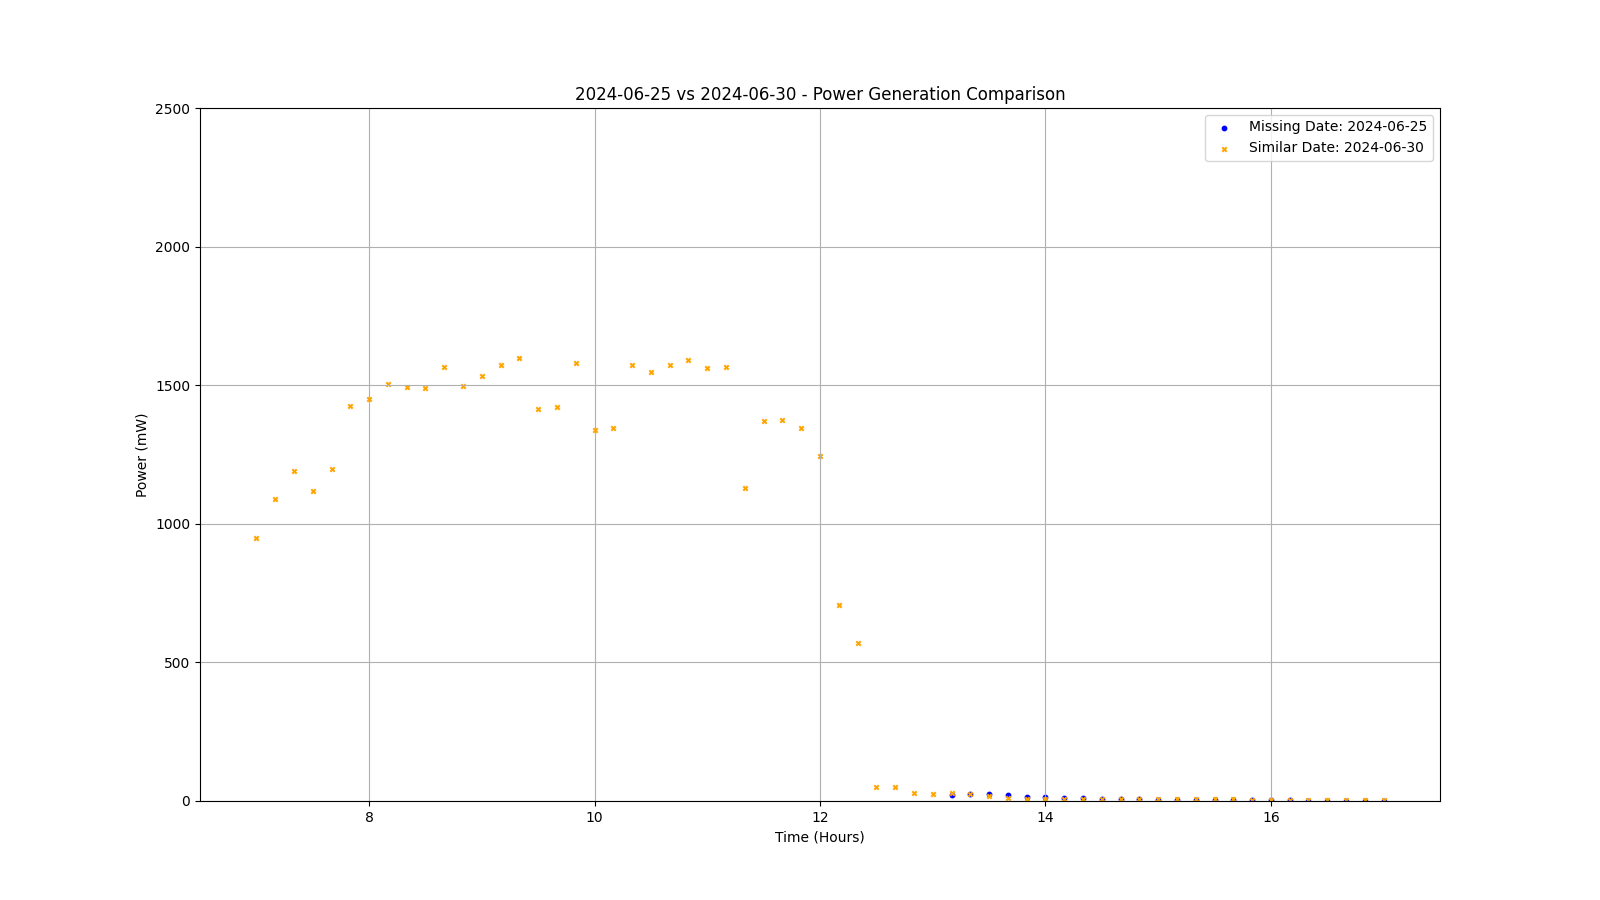 2024-06-25 vs 2024-06-30 - Power Generation Comparison
Missing Date: 2024-06-25
Similar Date: 2024-06-30
2500
2000
1500
1000
500
0
Power (mW)
8
10
12
14
16
Time (Hours)